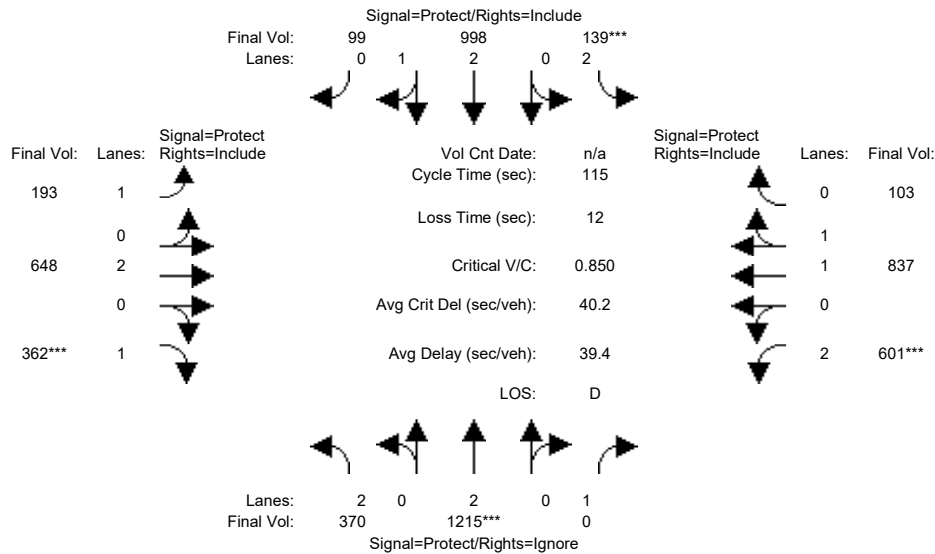 Signal=Protect/Rights=Include
Final Vol: 99 998 139***
Lanes: 0 1 2 0 2
Signal=Protect Signal=Protect
Final Vol: Lanes: Rights=Include Vol Cnt Date: n/a Rights=Include Lanes: Final Vol:
Cycle Time (sec): 115
193 1 0 103
Loss Time (sec): 12
0 1
648 2 Critical V/C: 0.850 1 837
0 Avg Crit Del (sec/veh): 40.2 0
362*** 1 Avg Delay (sec/veh): 39.4 2 601***
LOS: D
Lanes: 2 0 2 0 1
Final Vol: 370 1215*** 0
Signal=Protect/Rights=Ignore